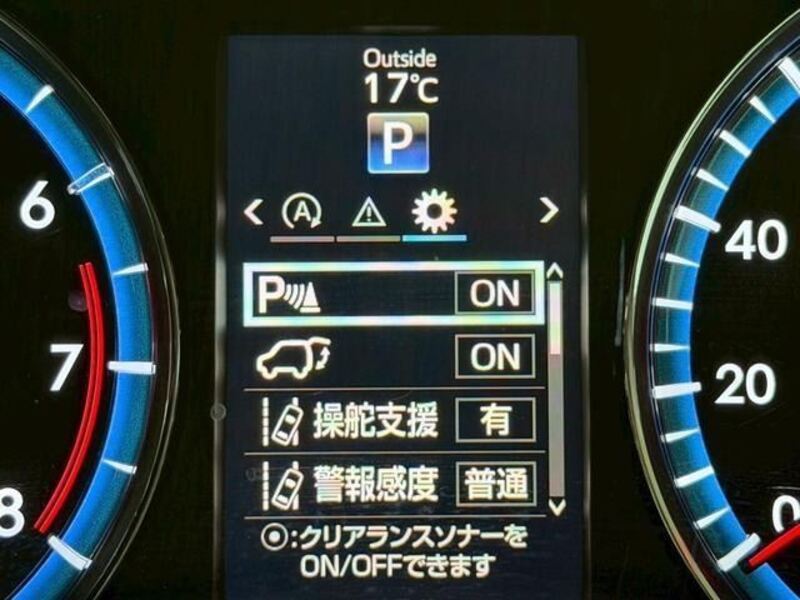 Outside
17℃
P
A
P ON
ON
操舵支援 有
警報感度 普通
◉:クリアランスソナーを
ON/OFFできます
6
7
8
40
20
0